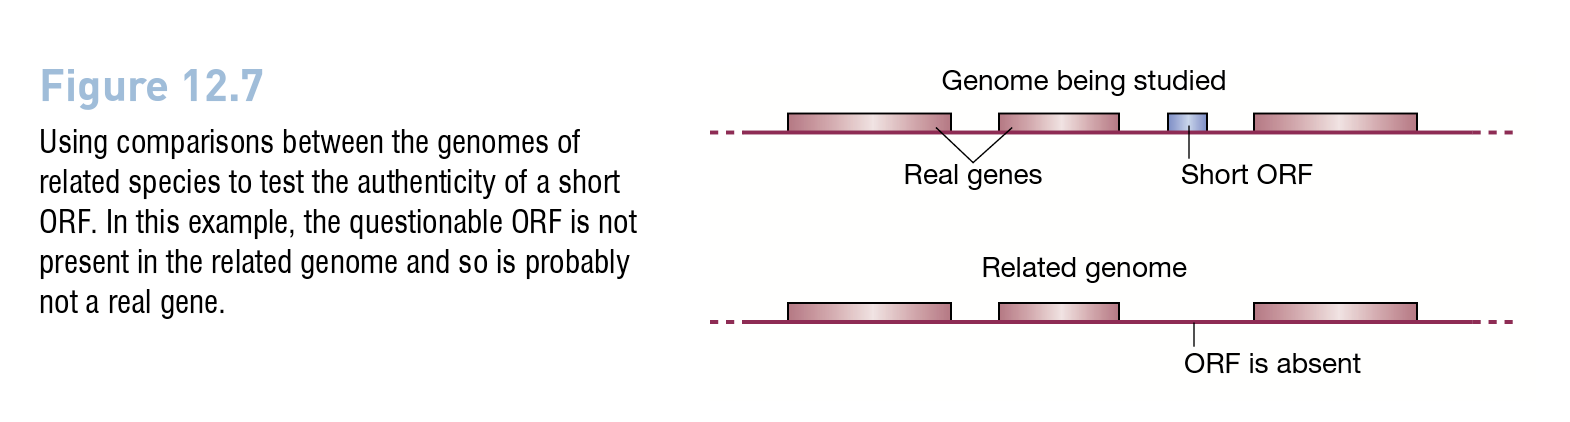 Figure 12.7
Using comparisons between the genomes of
related species to test the authenticity of a short
ORF. In this example, the questionable ORF is not
present in the related genome and so is probably
not a real gene.
Genome being studied
Real genes
Short ORF
Related genome
ORF is absent